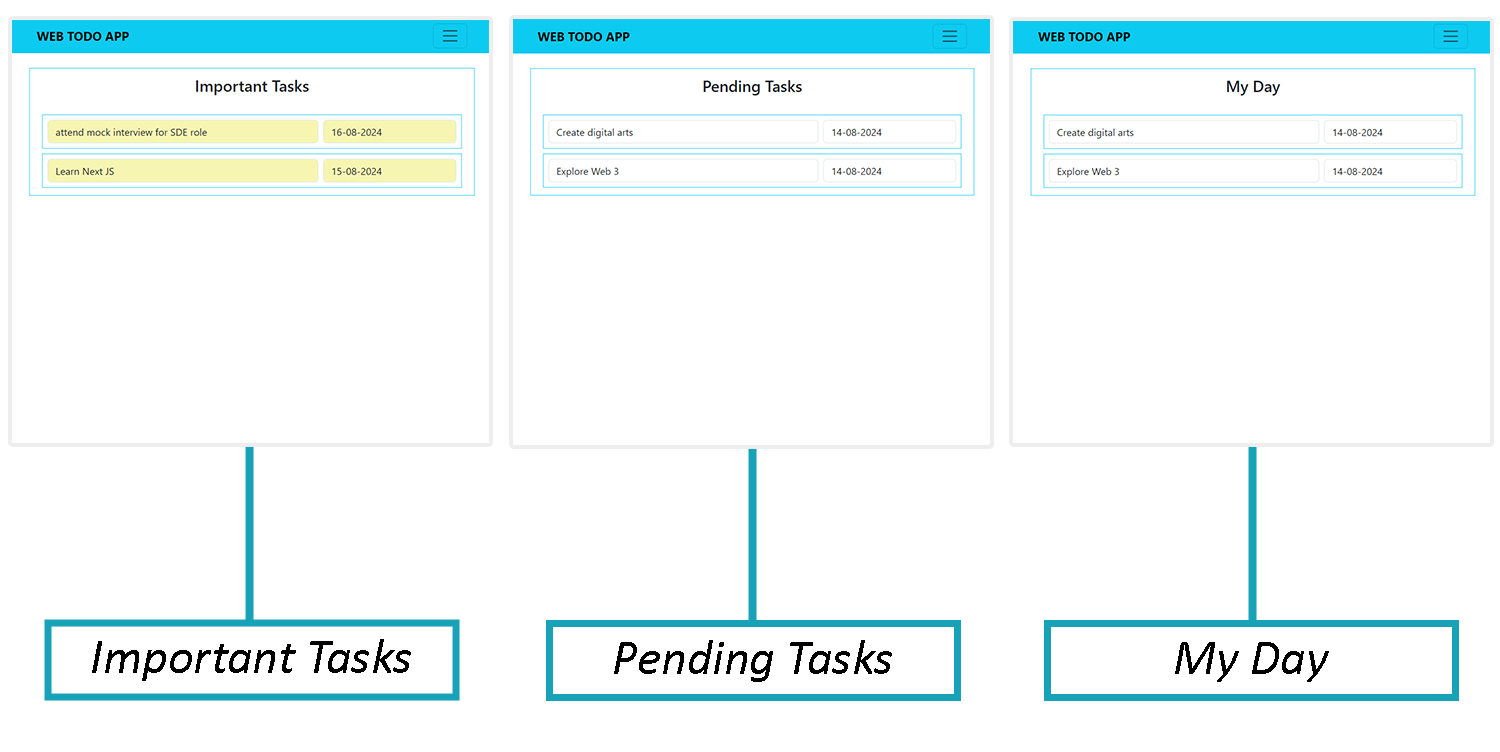 WEB TODO APP
Important Tasks
attend mock interview for SDE role 16-08-2024
Learn Next JS 15-08-2024
WEB TODO APP
Pending Tasks
Create digital arts 14-08-2024
Explore Web 3 14-08-2024
WEB TODO APP
My Day
Create digital arts 14-08-2024
Explore Web 3 14-08-2024
Important Tasks
Pending Tasks
My Day